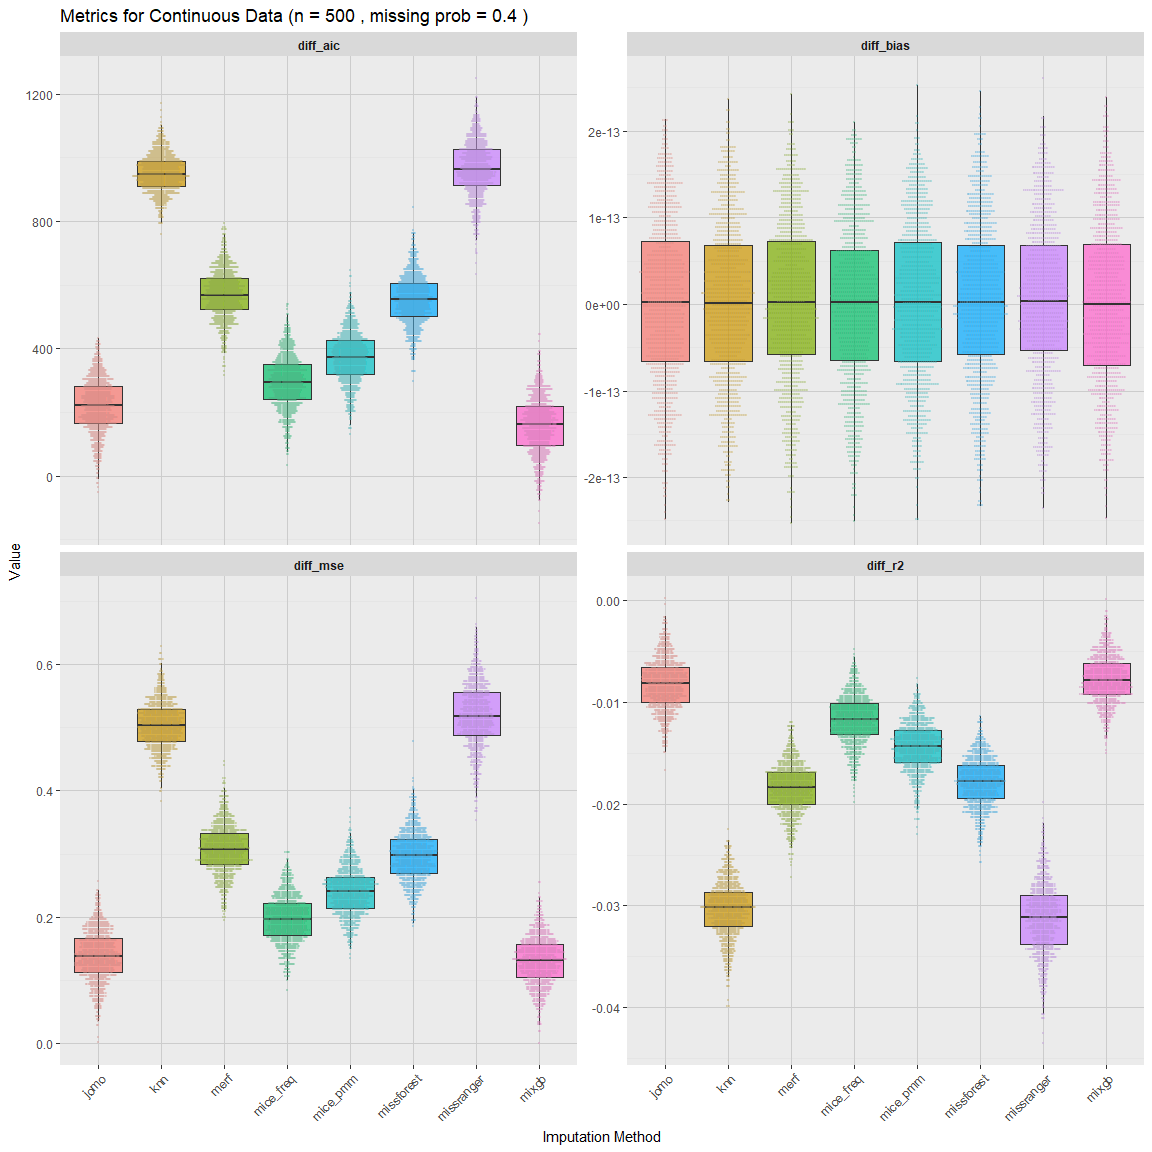 Metrics for Continuous Data (n = 500 , missing prob = 0.4 )
diff_aic
diff_bias
1200
800
400
0
2e-13
1e-13
0e+00
-1e-13
-2e-13
Value
diff_mse
diff_r2
0.6
0.4
0.2
0.0
0.00
-0.01
-0.02
-0.03
-0.04
jomo
knn
merf
mice_freq
mice_pmm
missforest
missranger
mixgb
jomo
knn
merf
mice_freq
mice_pmm
missforest
missranger
mixgb
Imputation Method